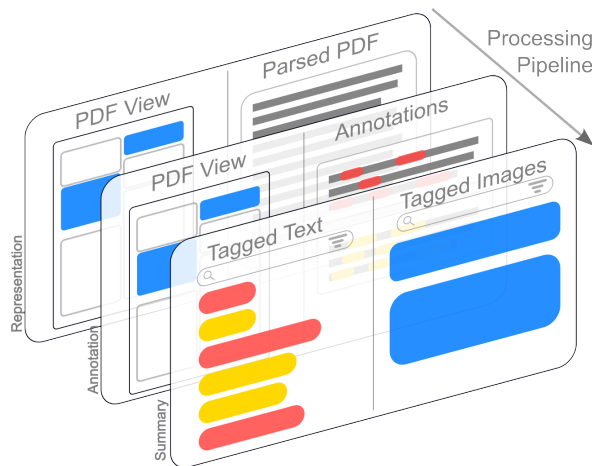 Processing
Pipeline
PDF View
Parsed PDF
Representation
PDF View
Annotations
Annotation
Tagged Text
Tagged Images
Summary